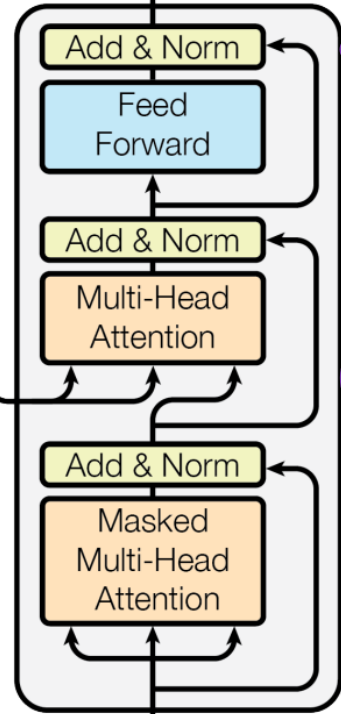 Add & Norm
Feed
Forward
Add & Norm
Multi-Head
Attention
Add & Norm
Masked
Multi-Head
Attention